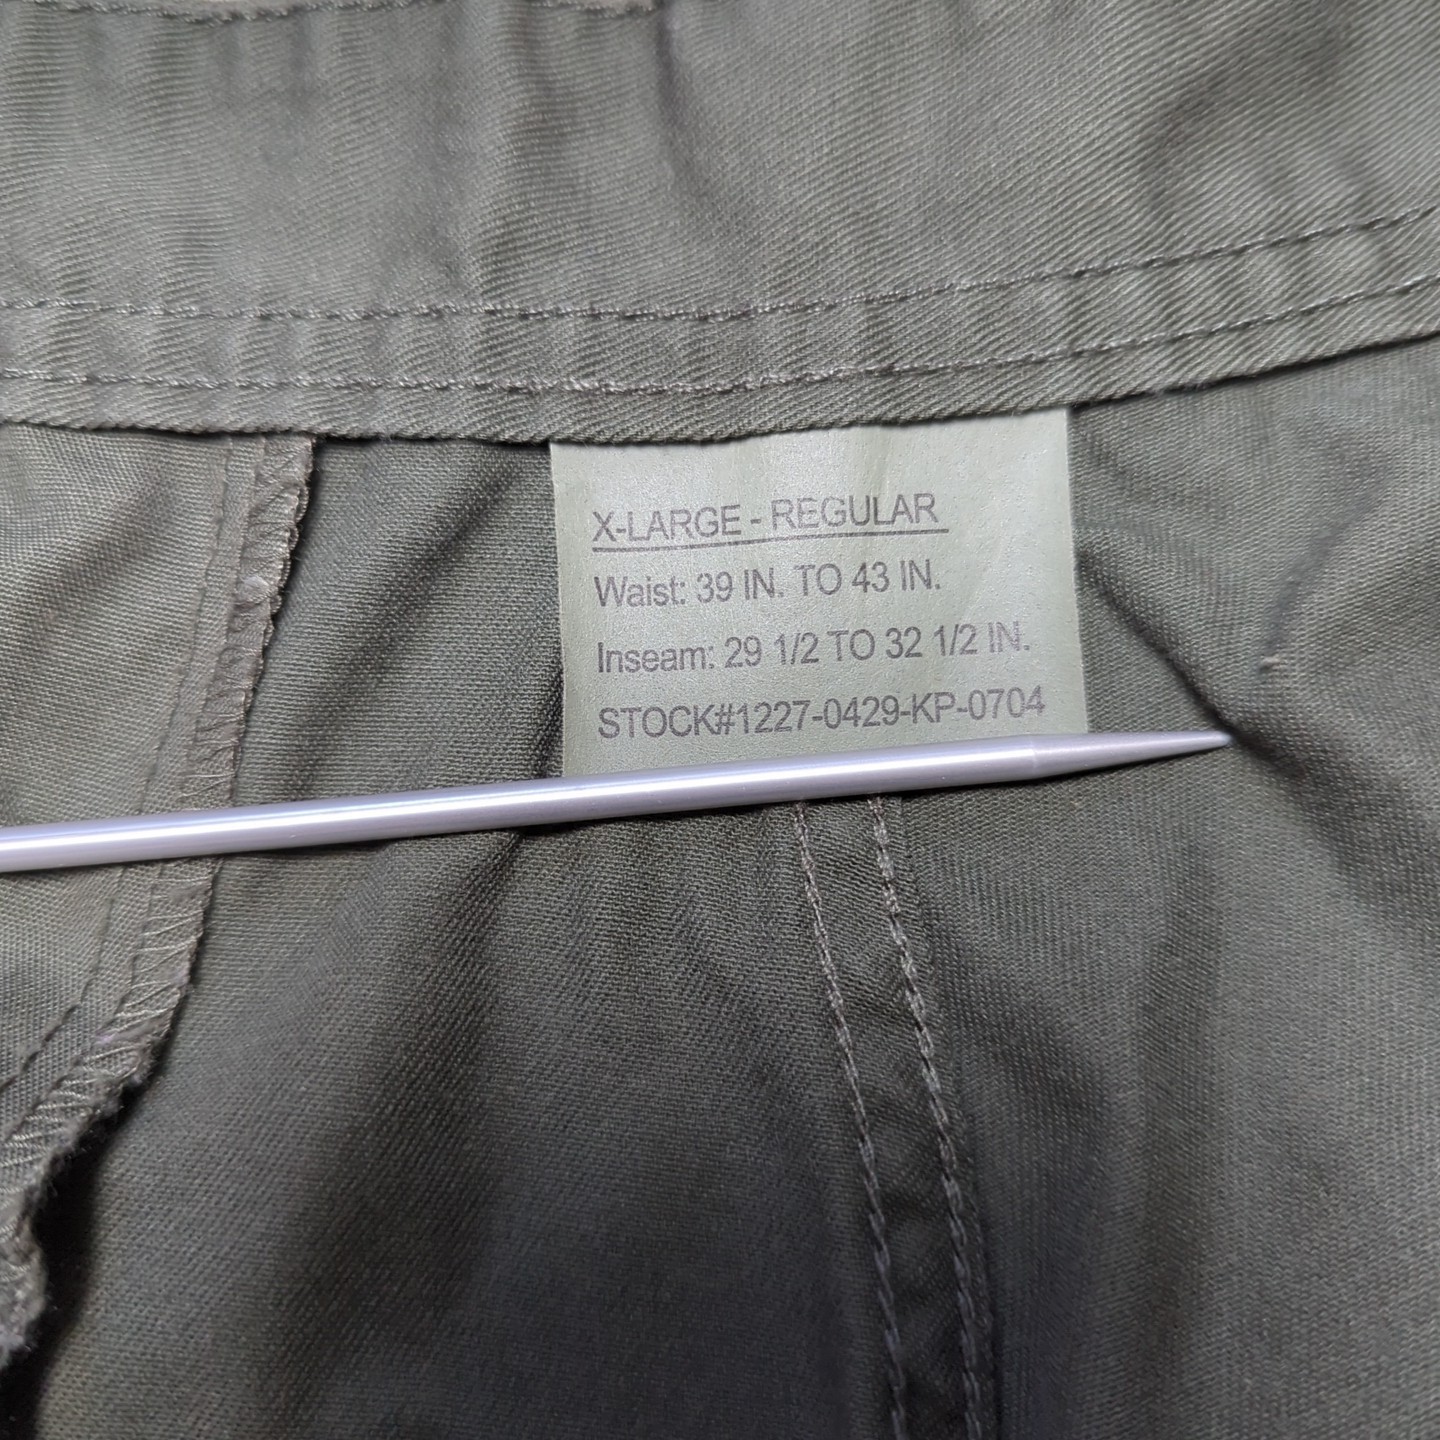 X-LARGE - REGULAR
Waist: 39 IN. TO 43 IN.
Inseam: 29 1/2 TO 32 1/2 IN.
STOCK#1227-0429-KP-0704